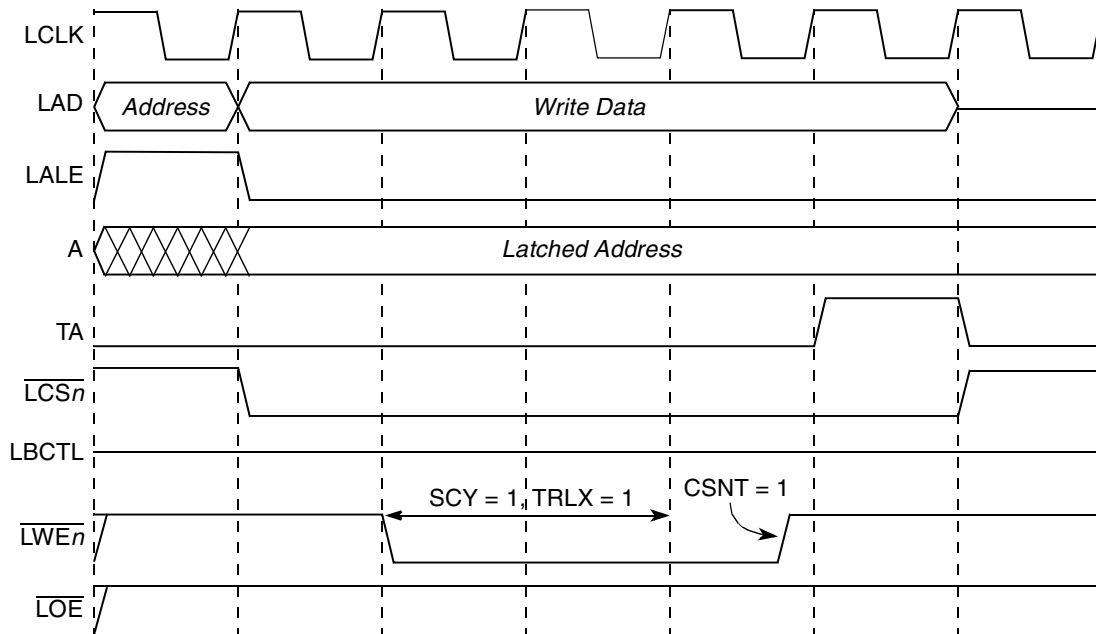 LCLK
LAD
Address
Write Data
LALE
A
Latched Address
TA
LCSn
LBCTL
SCY = 1, TRLX = 1
CSNT = 1
LWEn
LOE